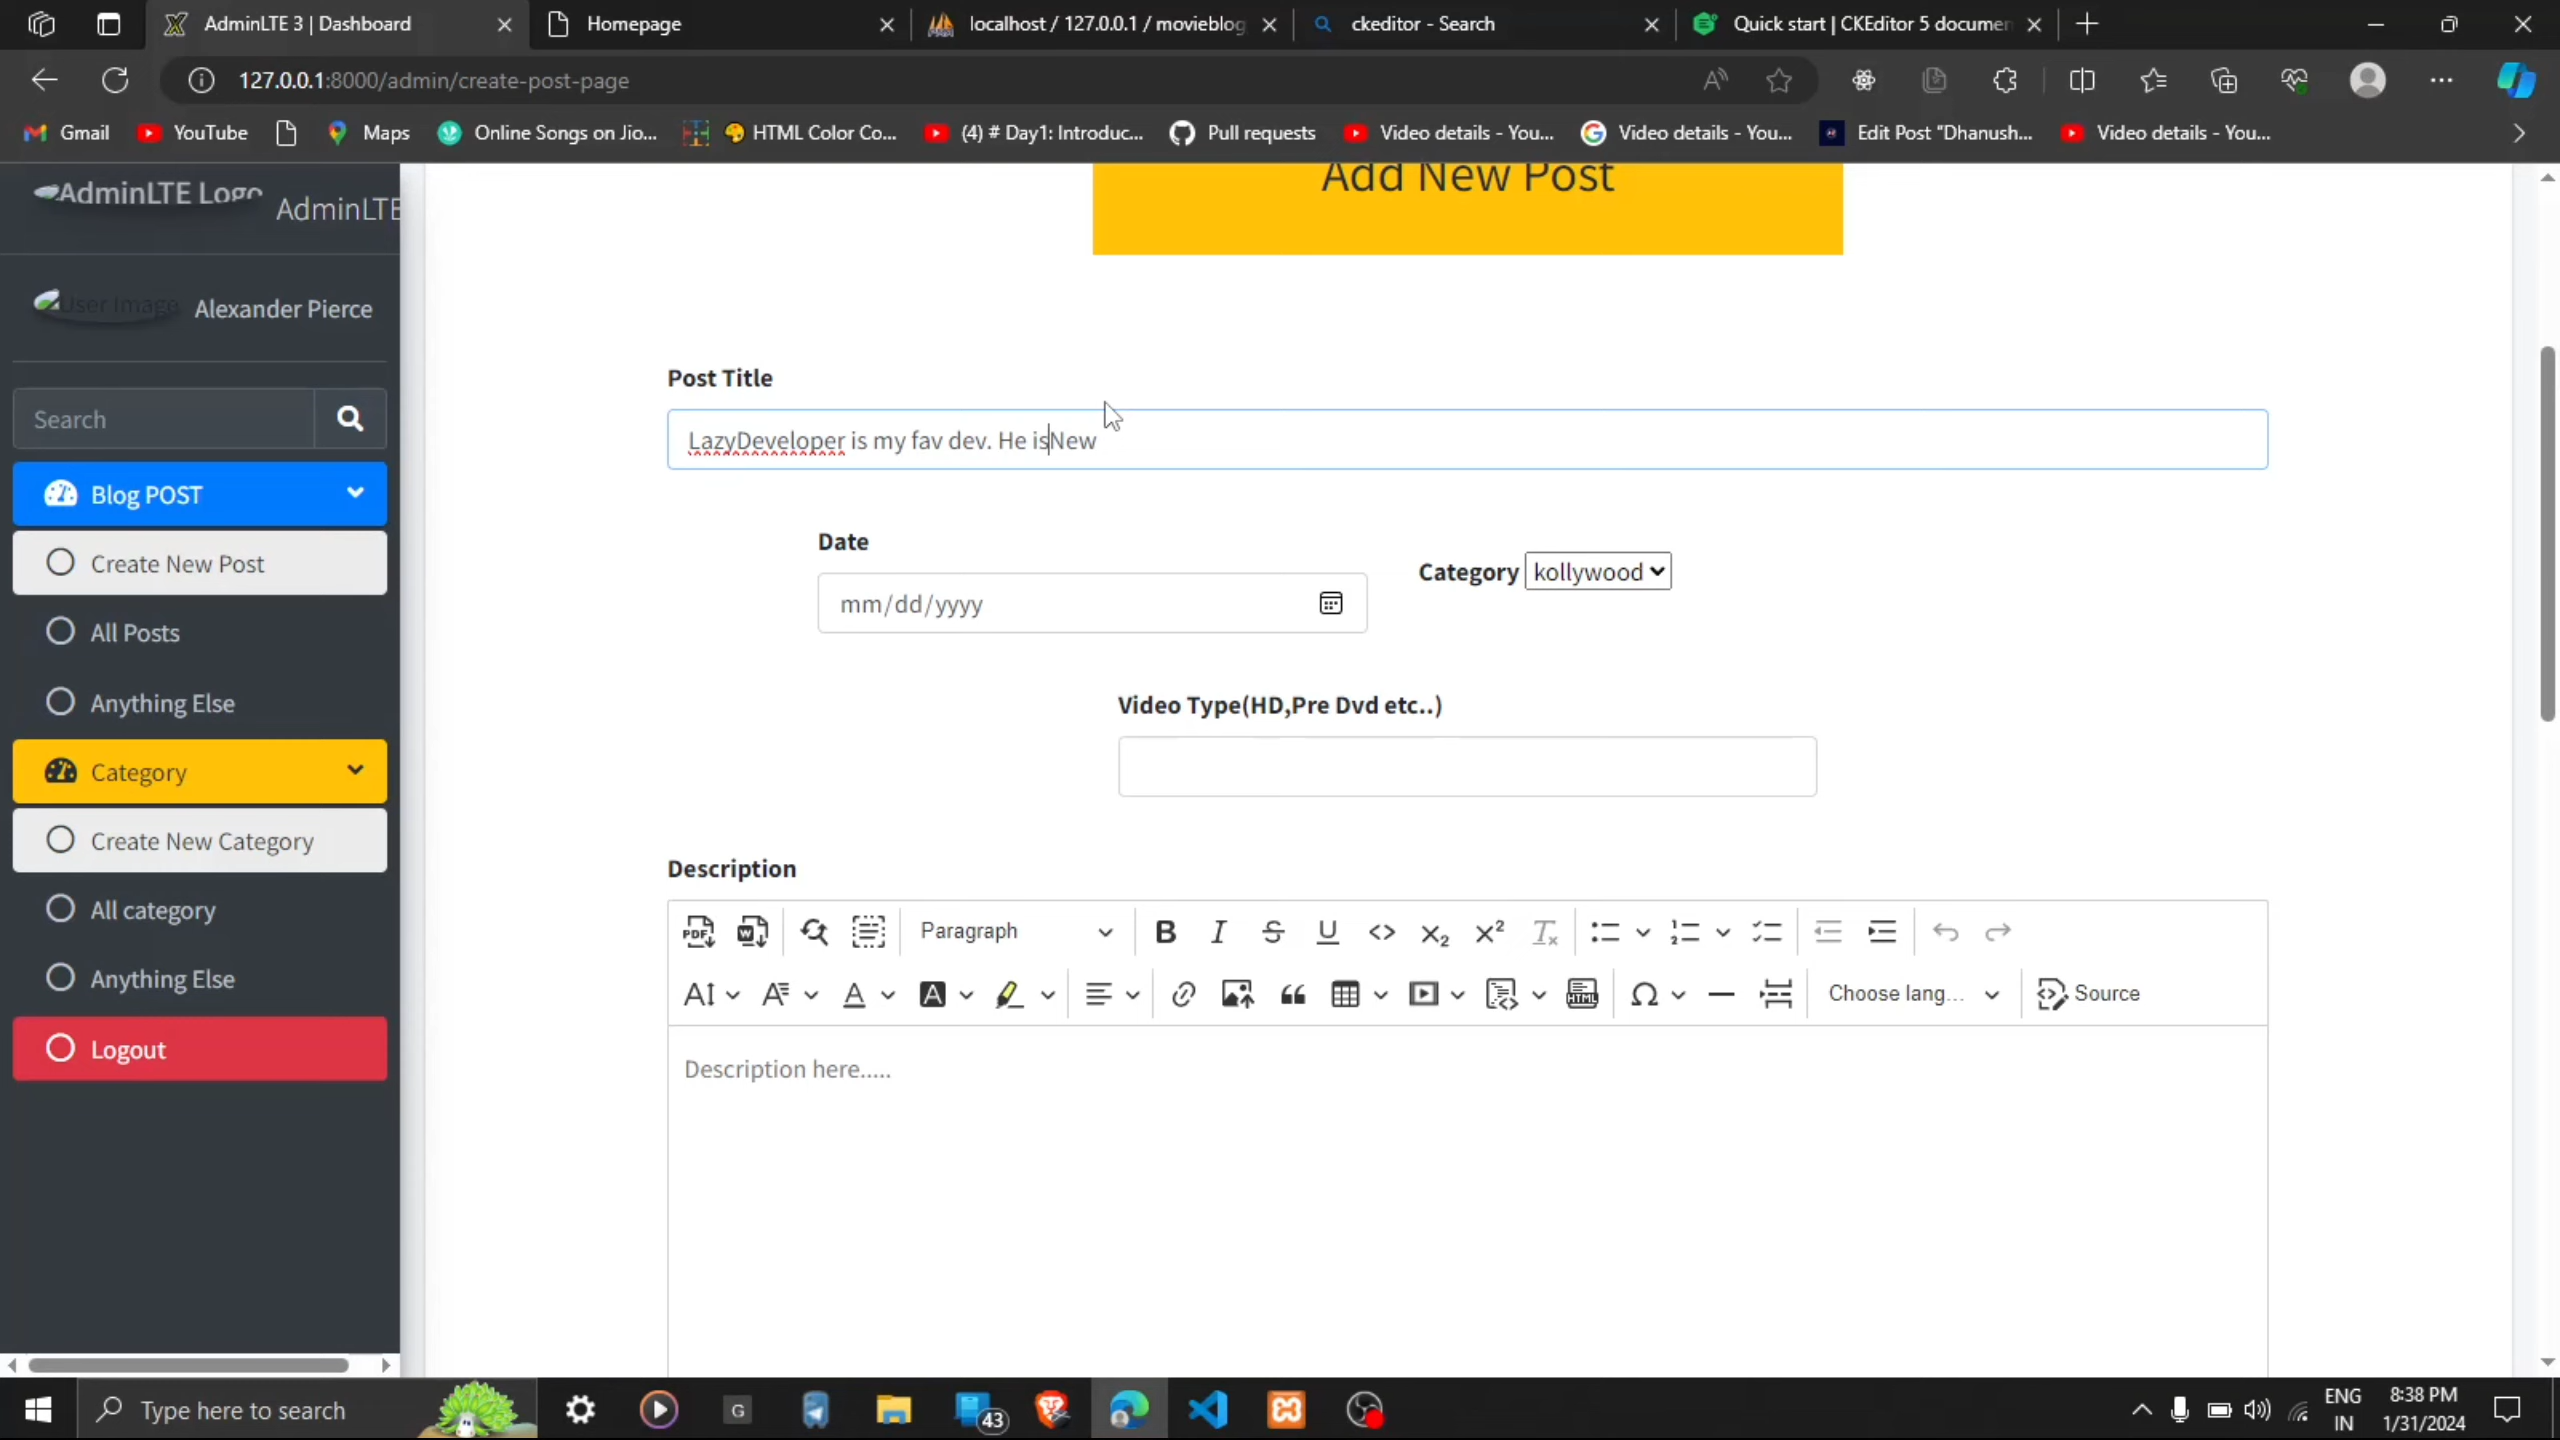 AdminLTE 3 | Dashboard
Homepage
localhost / 127.0.0.1 / movieblog
ckeditor - Search
Quick start | CKEditor 5 documen
127.0.0.1:8000/admin/create-post-page
Gmail
YouTube
Maps
Online Songs on Jio...
HTML Color Co...
(4) # Day1: Introduc...
Pull requests
Video details - You...
Video details - You...
Edit Post "Dhanush...
Video details - You...
AdminLTE Logo
AdminLTE
User Image
Alexander Pierce
Search
Blog POST
Create New Post
All Posts
Anything Else
Category
Create New Category
All category
Anything Else
Logout
Add New Post
Post Title
LazyDeveloper is my fav dev. He isNew
Date
mm/dd/yyyy
Category kollywood
Video Type(HD,Pre Dvd etc..)
Description
Paragraph
Choose lang...
Source
Description here.....
Type here to search
43
ENG
IN
8:38 PM
1/31/2024